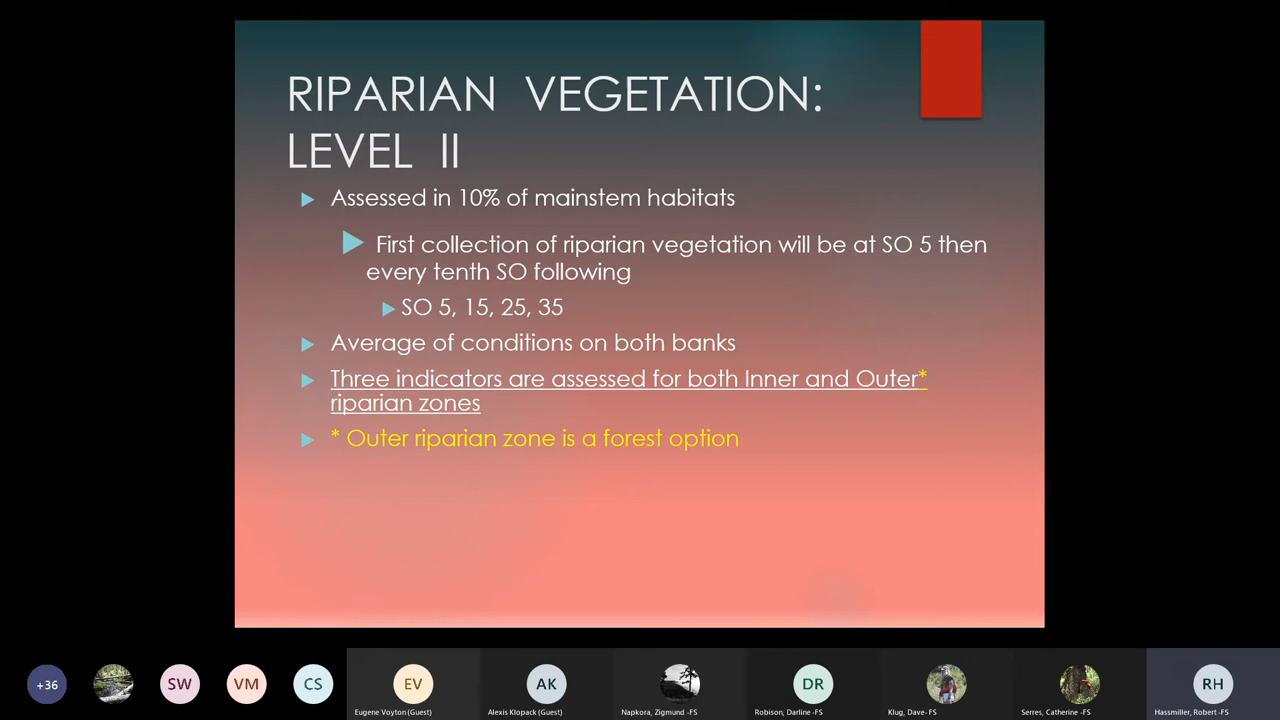 RIPARIAN VEGETATION:
LEVEL II
Assessed in 10% of mainstem habitats
First collection of riparian vegetation will be at SO 5 then
every tenth SO following
SO 5, 15, 25, 35
Average of conditions on both banks
Three indicators are assessed for both Inner and Outer*
riparian zones
* Outer riparian zone is a forest option
+36
SW
VM
CS
EV
AK
DR
RH
Eugene Voyton (Guest)
Alexis Klopack (Guest)
Napkora, Zigmund -FS
Robison, Darline -FS
Klug, Dave- FS
Serres, Catherine -FS
Hassmiller, Robert -FS